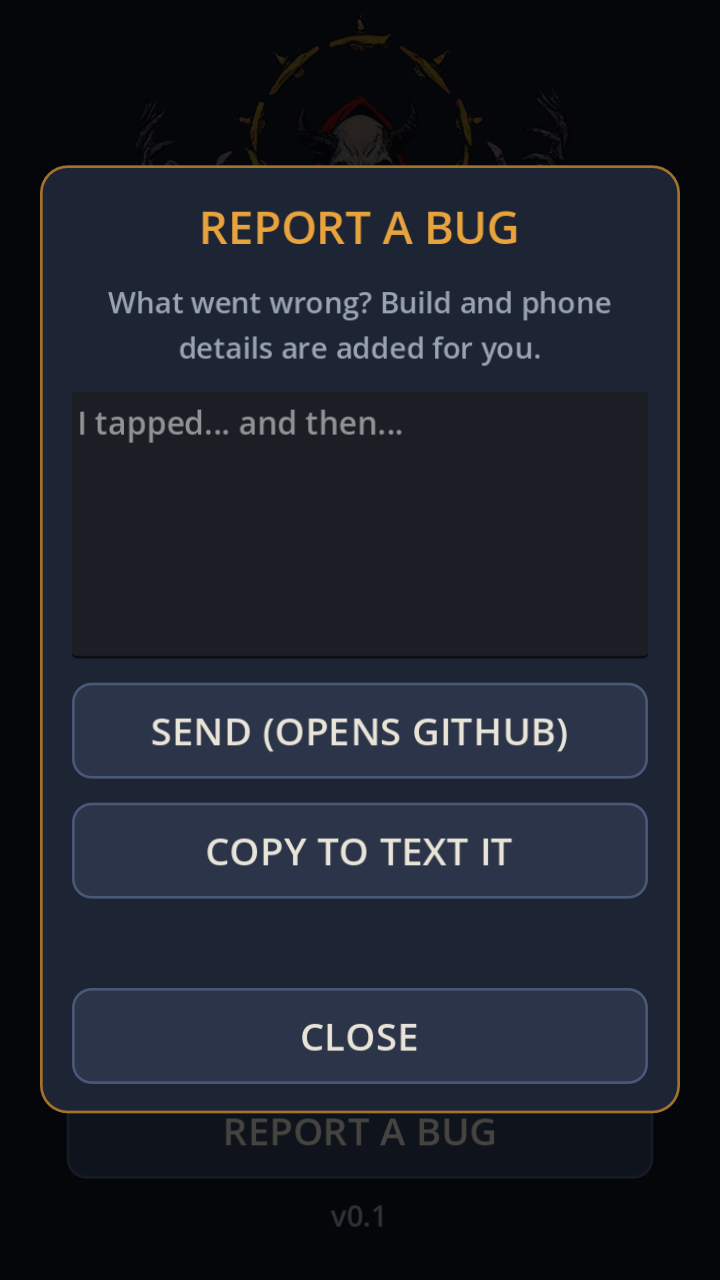 REPORT A BUG
What went wrong? Build and phone
details are added for you.
I tapped... and then...
SEND (OPENS GITHUB)
COPY TO TEXT IT
CLOSE
REPORT A BUG
v0.1